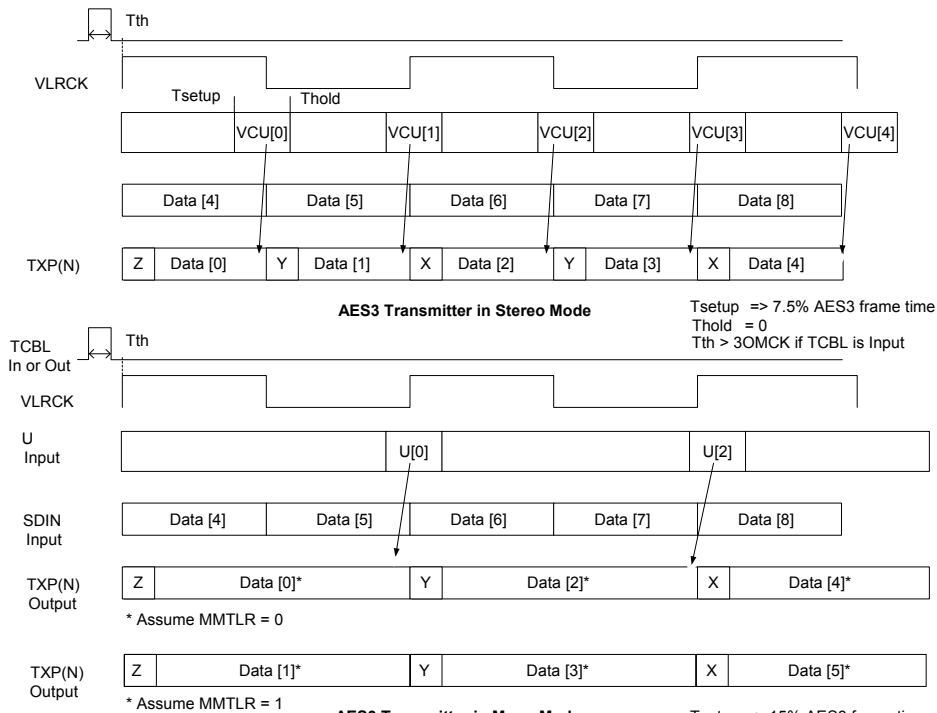 Tth
VLRCK
Tsetup Thold
VCU[0] VCU[1] VCU[2] VCU[3] VCU[4]
Data [4] Data [5] Data [6] Data [7] Data [8]
TXP(N) Z Data [0] Y Data [1] X Data [2] Y Data [3] X Data [4]
AES3 Transmitter in Stereo Mode
Tsetup => 7.5% AES3 frame time
Thold = 0
Tth > 3OMCK if TCBL is Input
TCBL
In or Out
Tth
VLRCK
U
Input
U[0] U[2]
SDIN
Input
Data [4] Data [5] Data [6] Data [7] Data [8]
TXP(N)
Output
Z Data [0]* Y Data [2]* X Data [4]*
* Assume MMTLR = 0
TXP(N)
Output
Z Data [1]* Y Data [3]* X Data [5]*
* Assume MMTLR = 1